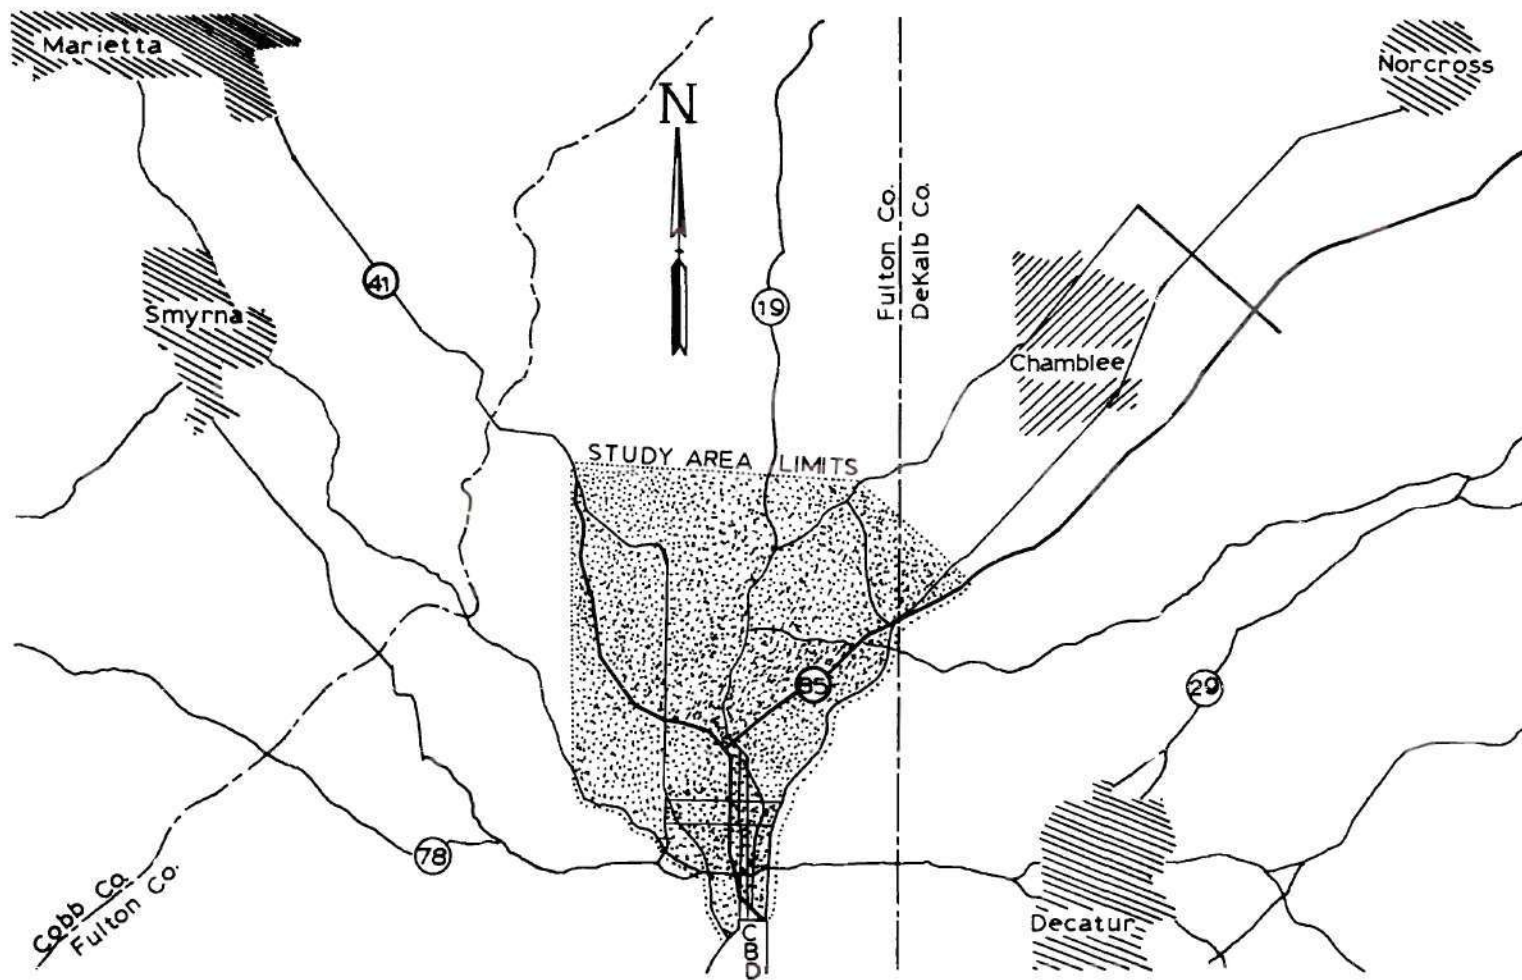 Marietta
Norcross
N
Fulton Co.
DeKalb Co.
41
19
Smyrna
Chamblee
STUDY AREA LIMITS
85
29
78
Cobb Co.
Fulton Co.
Decatur
CBD